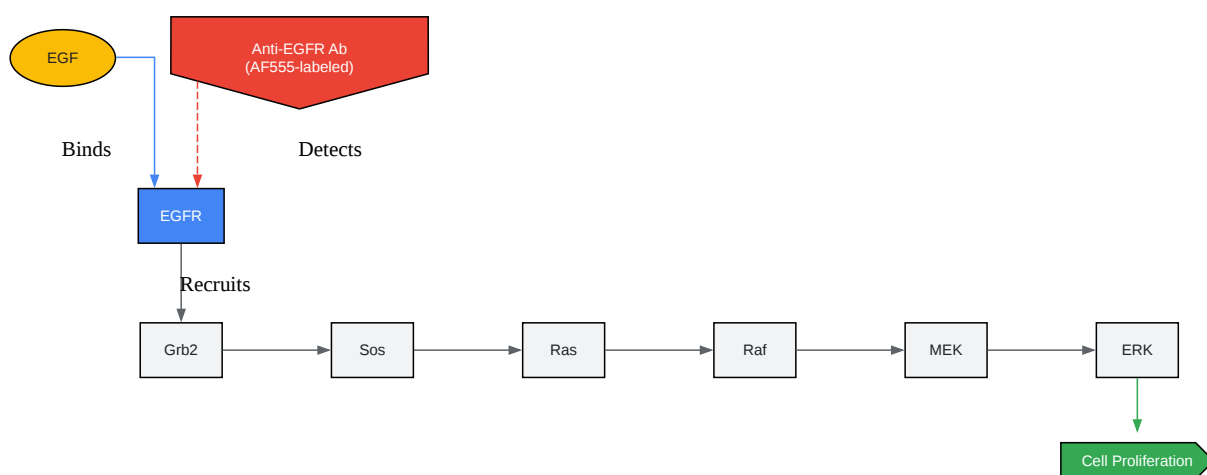 EGF
Anti-EGFR Ab
(AF555-labeled)
Binds
Detects
EGFR
Recruits
Grb2
Sos
Ras
Raf
MEK
ERK
Cell Proliferation